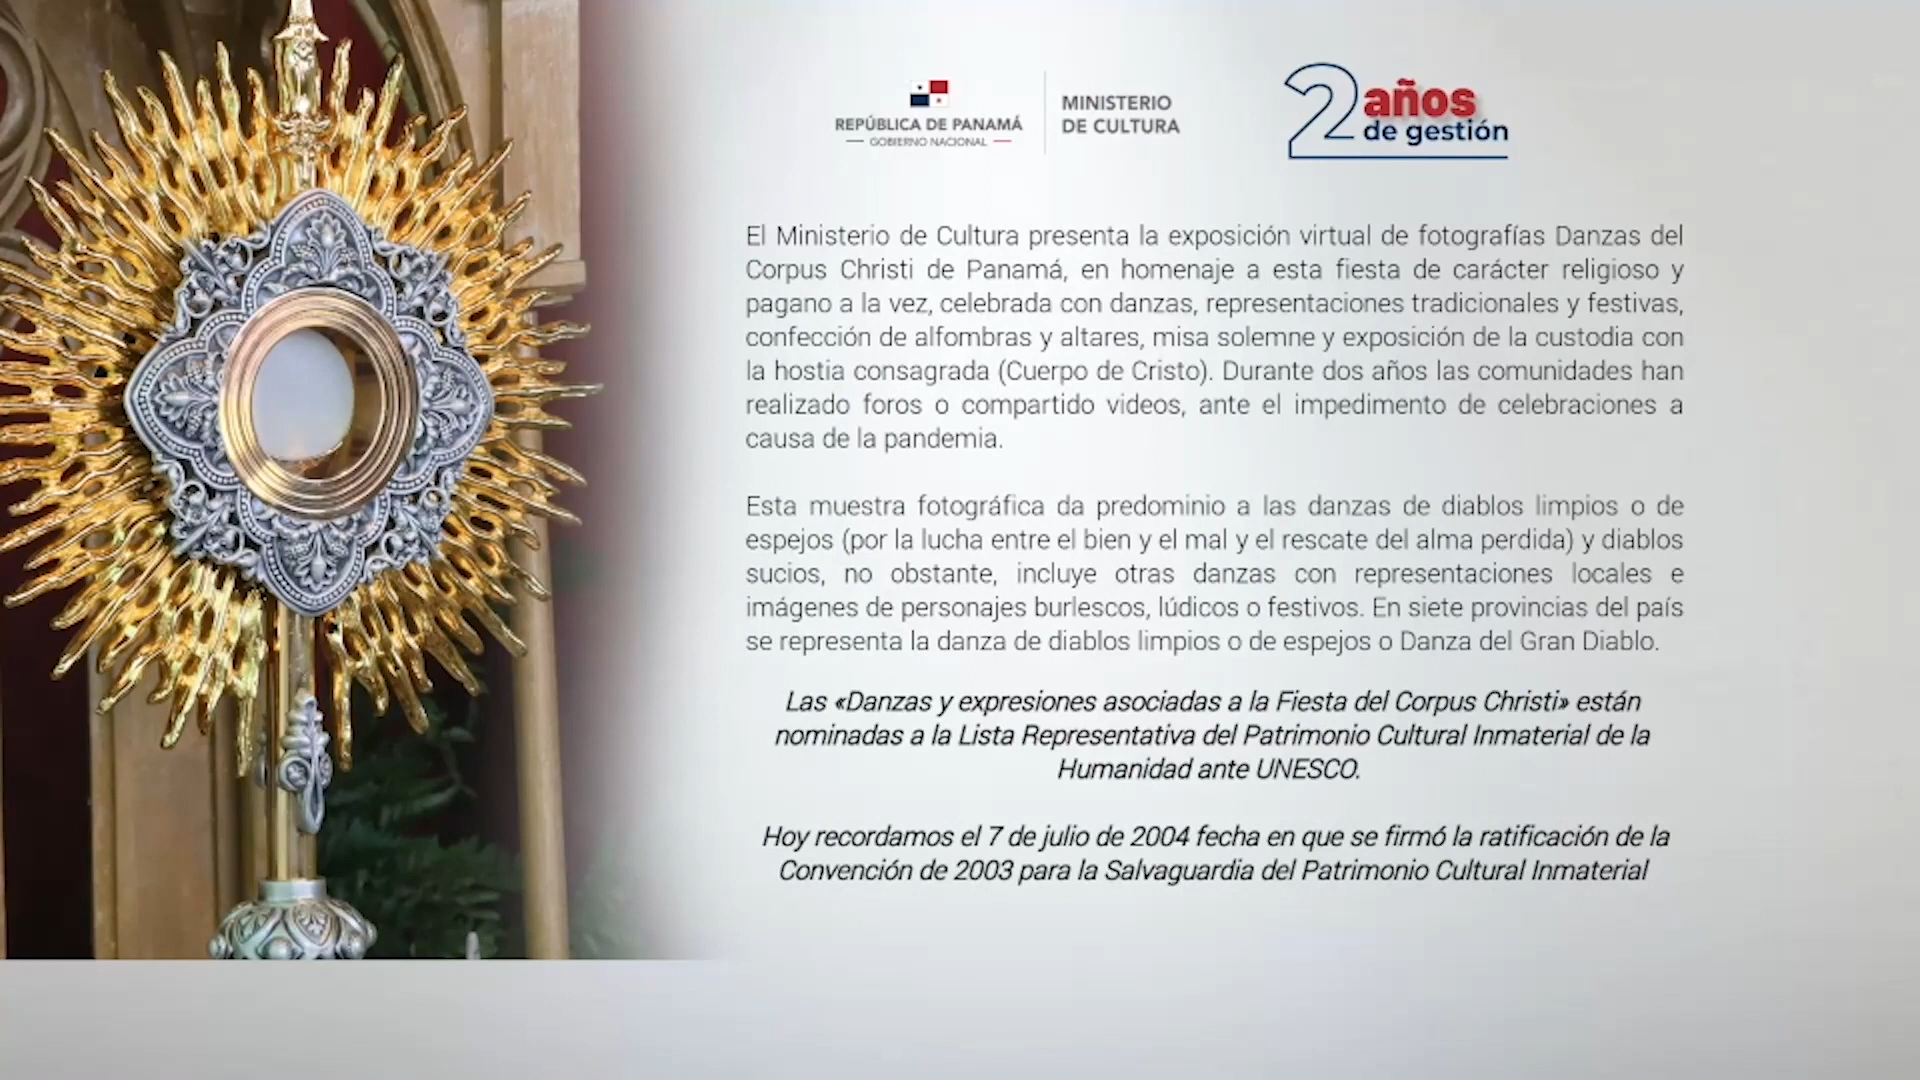 REPÚBLICA DE PANAMÁ
GOBIERNO NACIONAL
MINISTERIO
DE CULTURA
2 años
de gestión
El Ministerio de Cultura presenta la exposición virtual de fotografías Danzas del
Corpus Christi de Panamá, en homenaje a esta fiesta de carácter religioso y
pagano a la vez, celebrada con danzas, representaciones tradicionales y festivas,
confección de alfombras y altares, misa solemne y exposición de la custodia con
la hostia consagrada (Cuerpo de Cristo). Durante dos años las comunidades han
realizado foros o compartido videos, ante el impedimento de celebraciones a
causa de la pandemia.
Esta muestra fotográfica da predominio a las danzas de diablos limpios o de
espejos (por la lucha entre el bien y el mal y el rescate del alma perdida) y diablos
sucios, no obstante, incluye otras danzas con representaciones locales e
imágenes de personajes burlescos, lúdicos o festivos. En siete provincias del país
se representa la danza de diablos limpios o de espejos o Danza del Gran Diablo.
Las «Danzas y expresiones asociadas a la Fiesta del Corpus Christi» están
nominadas a la Lista Representativa del Patrimonio Cultural Inmaterial de la
Humanidad ante UNESCO.
Hoy recordamos el 7 de julio de 2004 fecha en que se firmó la ratificación de la
Convención de 2003 para la Salvaguardia del Patrimonio Cultural Inmaterial